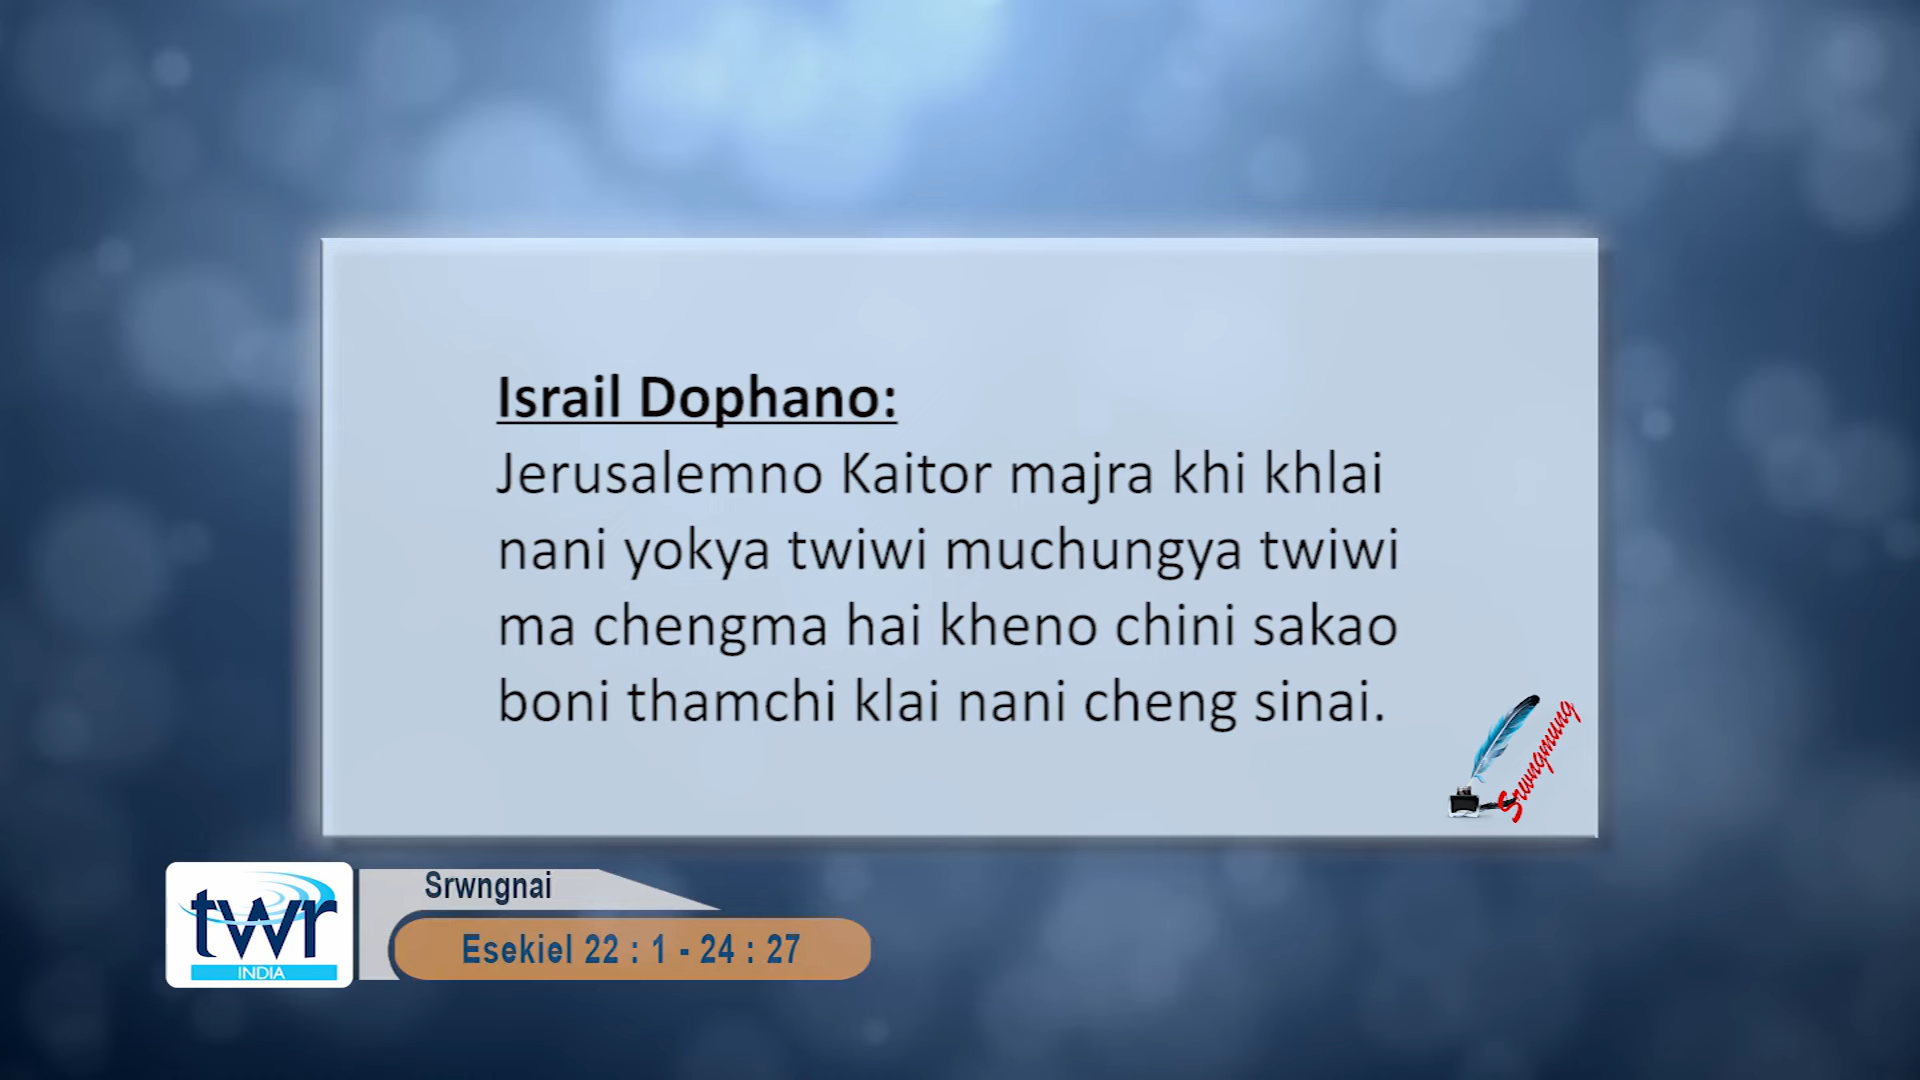 Israil Dophano:
Jerusalemno Kaitor majra khi khlai
nani yokya twiwi muchungya twiwi
ma chengma hai kheno chini sakao
boni thamchi klai nani cheng sinai.
Srwngmung
twr
INDIA
Srwngnai
Esekiel 22 : 1 - 24 : 27